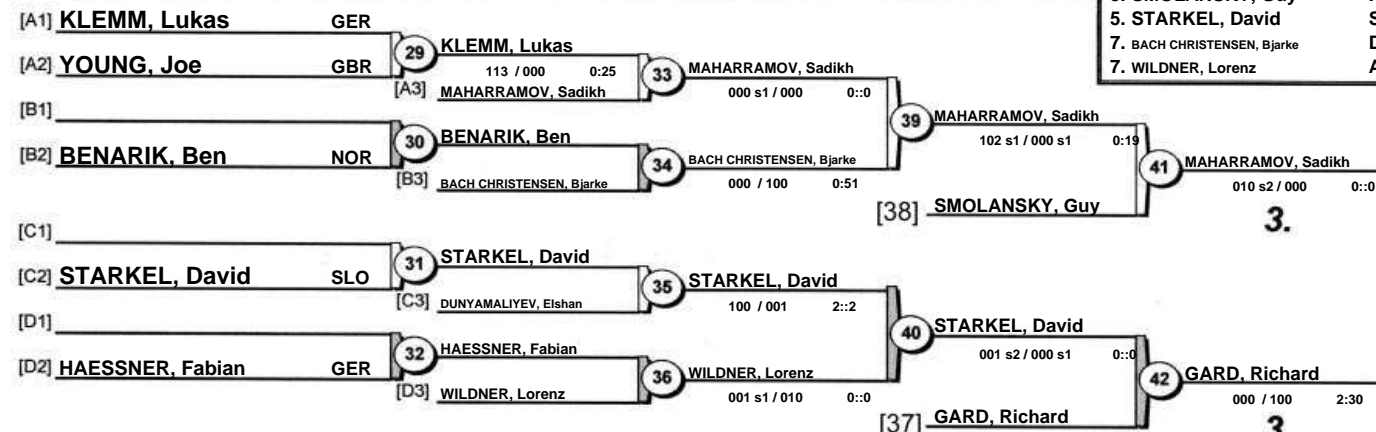 5. STARKEL, David S
7. BACH CHRISTENSEN, Bjarke D
7. WILDNER, Lorenz A
[A1] KLEMM, Lukas GER
29 KLEMM, Lukas
[A2] YOUNG, Joe GBR
113 / 000 0:25
33 MAHARRAMOV, Sadikh
[A3] MAHARRAMOV, Sadikh
000 s1 / 000 0::0
[B1]
39 MAHARRAMOV, Sadikh
30 BENARIK, Ben
102 s1 / 000 s1 0:19
[B2] BENARIK, Ben NOR
34 BACH CHRISTENSEN, Bjarke
41 MAHARRAMOV, Sadikh
[B3] BACH CHRISTENSEN, Bjarke
000 / 100 0:51
010 s2 / 000 0::0
[38] SMOLANSKY, Guy
3.
[C1]
31 STARKEL, David
[C2] STARKEL, David SLO
35 STARKEL, David
[C3] DUNYAMALIYEV, Elshan
100 / 001 2::2
[D1]
40 STARKEL, David
32 HAESSNER, Fabian
001 s2 / 000 s1 0::0
[D2] HAESSNER, Fabian GER
36 WILDNER, Lorenz
42 GARD, Richard
[D3] WILDNER, Lorenz
001 s1 / 010 0::0
000 / 100 2:30
[37] GARD, Richard
3